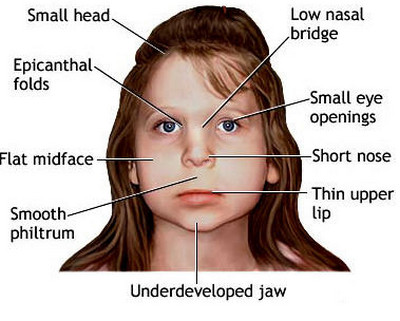 Small head
Low nasal
bridge
Epicanthal
folds
Small eye
openings
Flat midface
Short nose
Thin upper
lip
Smooth
philtrum
Underdeveloped jaw